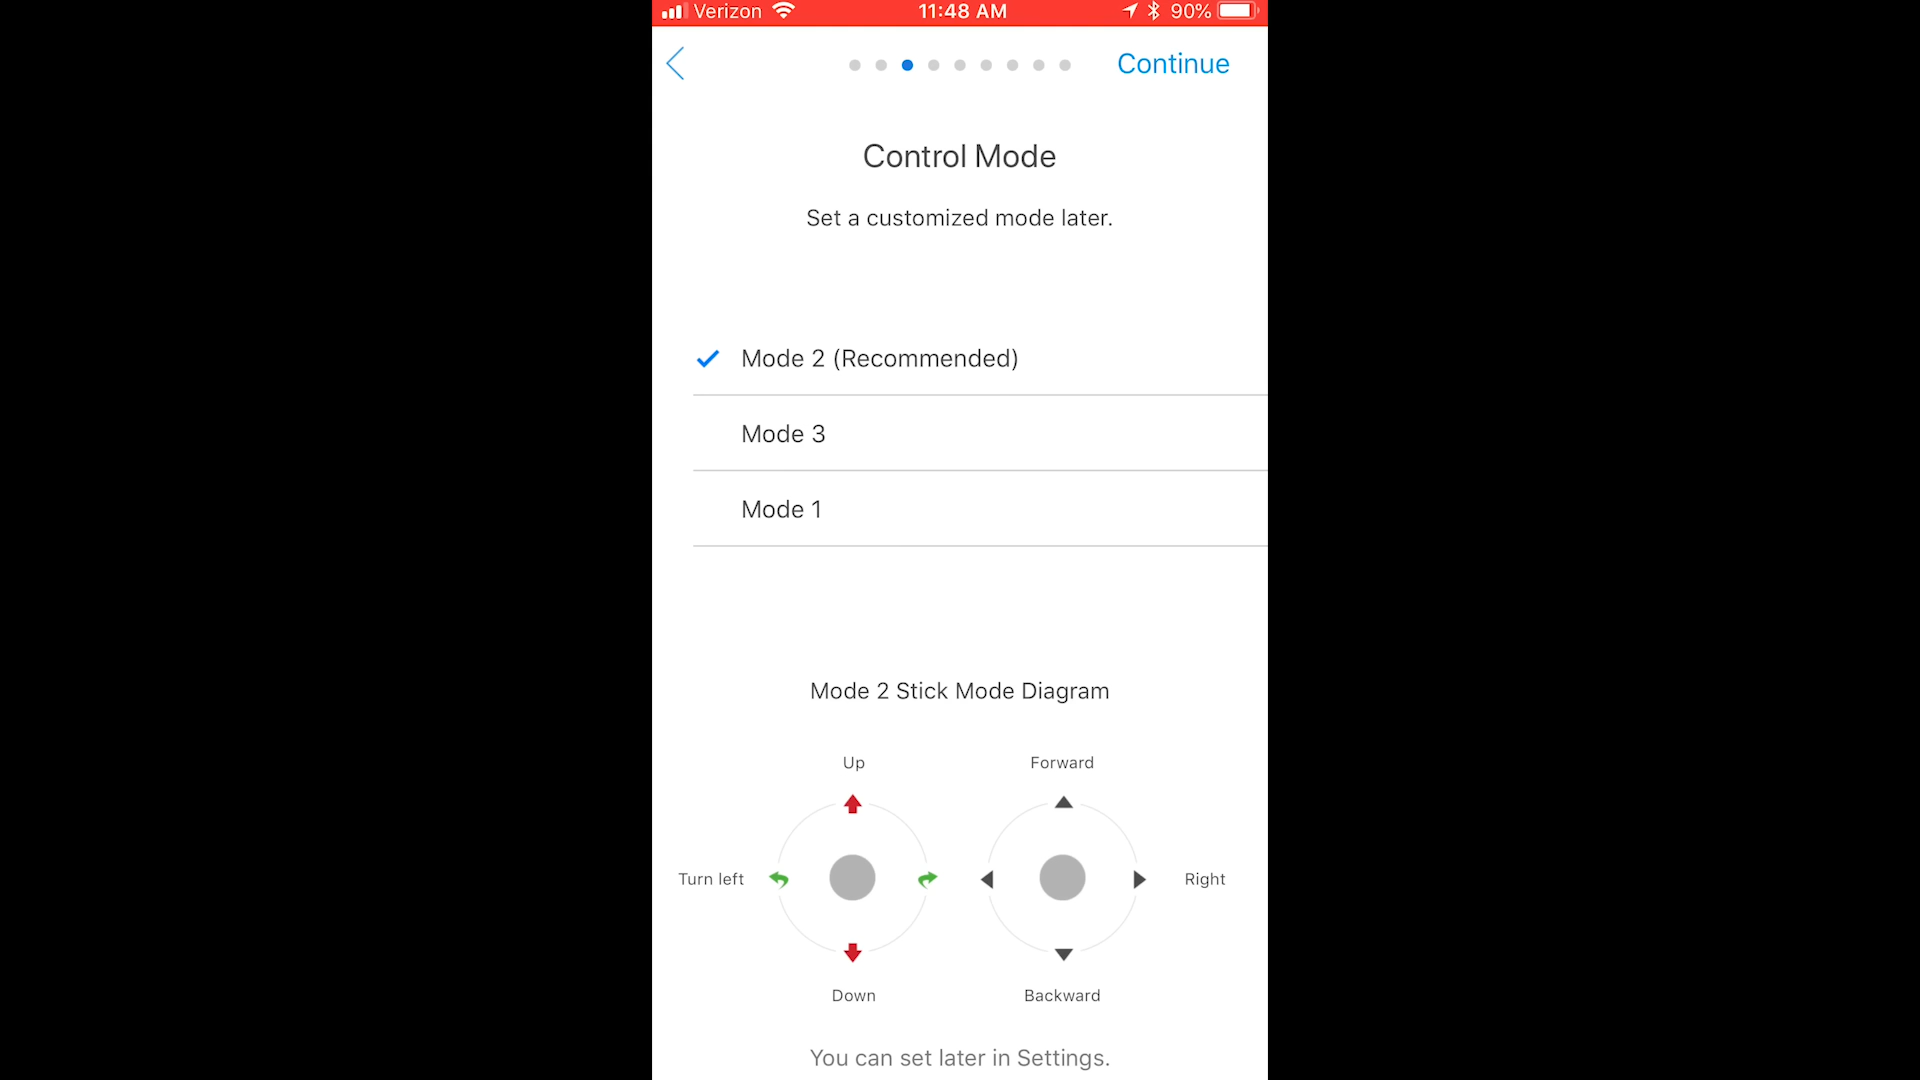 Verizon 11:48 AM 90%
Continue
Control Mode
Set a customized mode later.
Mode 2 (Recommended)
Mode 3
Mode 1
Mode 2 Stick Mode Diagram
Up Forward
Turn left Right
Down Backward
You can set later in Settings.